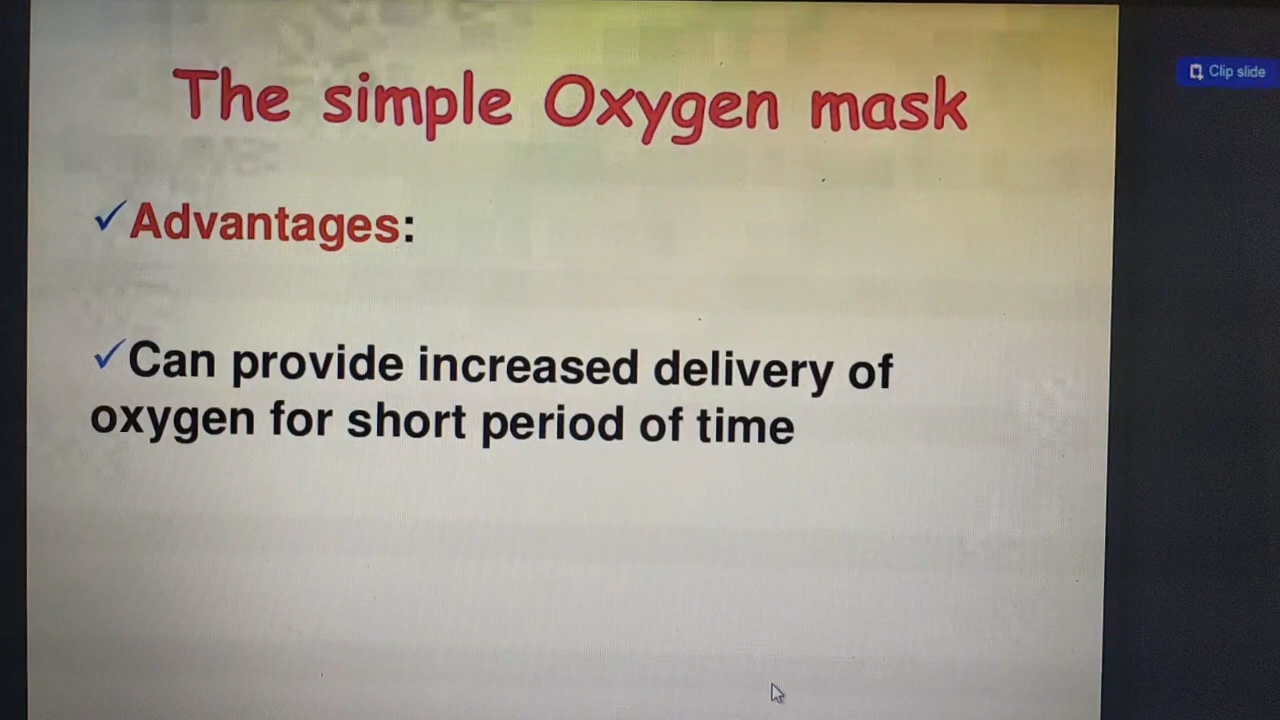 The simple Oxygen mask
Clip slide
✓Advantages:
✓Can provide increased delivery of
oxygen for short period of time